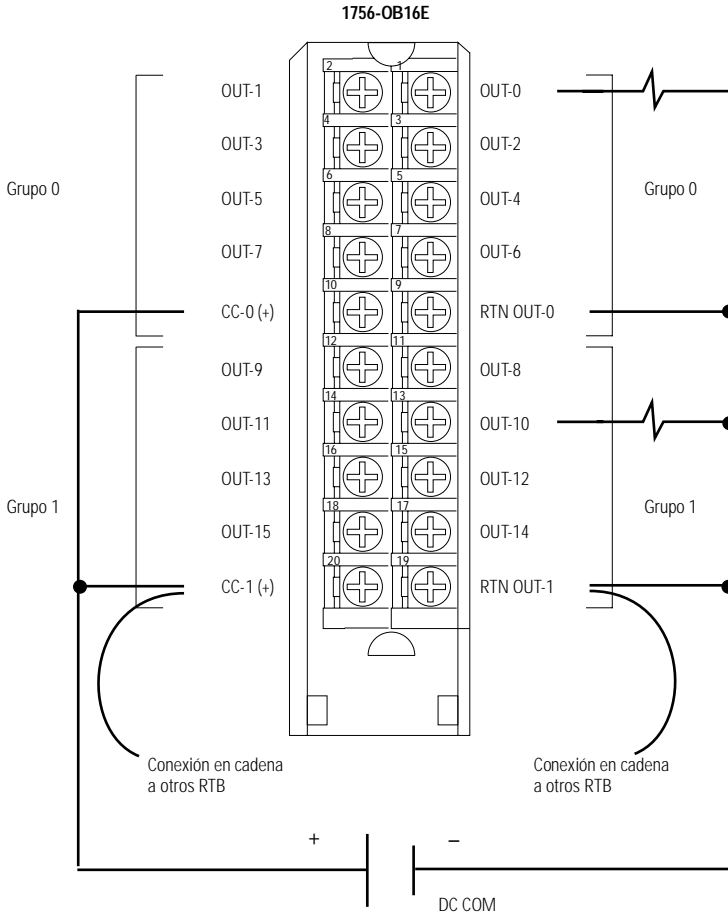 1756-OB16E
2 1
OUT-1 OUT-0
4 3
OUT-3 OUT-2
6 5
Grupo 0 Grupo 0
OUT-5 OUT-4
8 7
OUT-7 OUT-6
10 9
CC-0 (+) RTN OUT-0
12 11
OUT-9 OUT-8
14 13
OUT-11 OUT-10
16 15
OUT-13 OUT-12
18 17
Grupo 1 Grupo 1
OUT-15 OUT-14
20 19
CC-1 (+) RTN OUT-1
Conexión en cadena
a otros RTB
Conexión en cadena
a otros RTB
+ –
DC COM